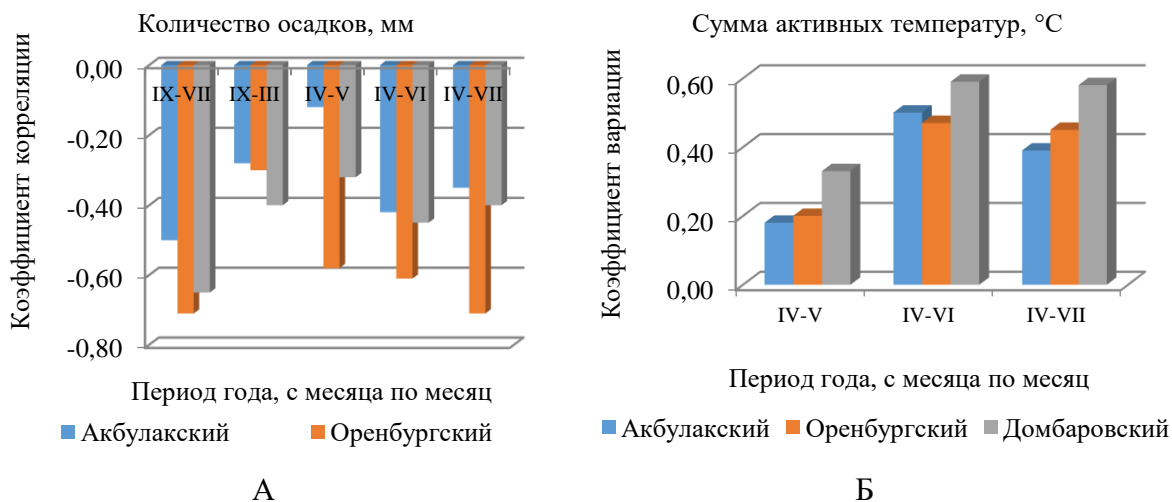 Количество осадков, мм
Коэффициент корреляции
0,00
-0,20
-0,40
-0,60
-0,80
IX-VII
IX-III
IV-V
IV-VI
IV-VII
Период года, с месяца по месяц
Акбулакский
Оренбургский
А
Сумма активных температур, °С
Коэффициент вариации
0,60
0,40
0,20
0,00
IV-V
IV-VI
IV-VII
Период года, с месяца по месяц
Акбулакский
Оренбургский
Домбаровский
Б